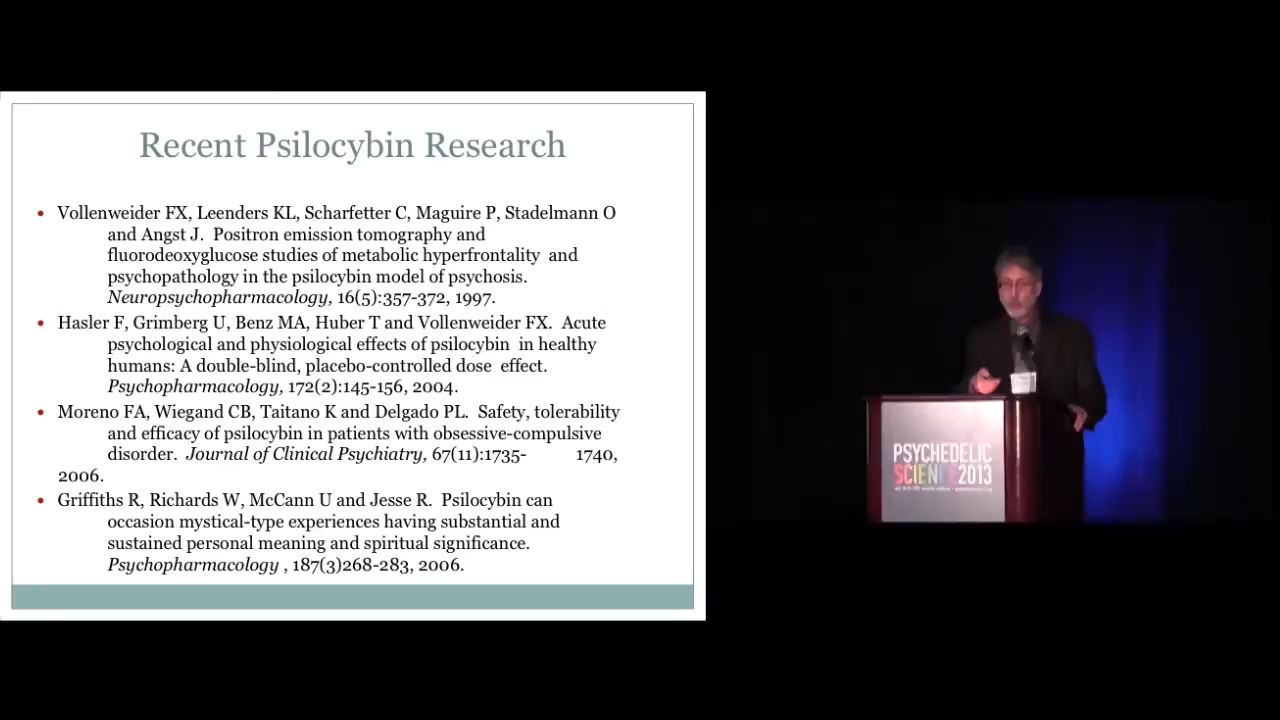 Recent Psilocybin Research
• Vollenweider FX, Leenders KL, Scharfetter C, Maguire P, Stadelmann O
and Angst J. Positron emission tomography and
fluorodeoxyglucose studies of metabolic hyperfrontality and
psychopathology in the psilocybin model of psychosis.
Neuropsychopharmacology, 16(5):357-372, 1997.
• Hasler F, Grimberg U, Benz MA, Huber T and Vollenweider FX. Acute
psychological and physiological effects of psilocybin in healthy
humans: A double-blind, placebo-controlled dose effect.
Psychopharmacology, 172(2):145-156, 2004.
• Moreno FA, Wiegand CB, Taitano K and Delgado PL. Safety, tolerability
and efficacy of psilocybin in patients with obsessive-compulsive
disorder. Journal of Clinical Psychiatry, 67(11):1735- 1740,
2006.
• Griffiths R, Richards W, McCann U and Jesse R. Psilocybin can
occasion mystical-type experiences having substantial and
sustained personal meaning and spiritual significance.
Psychopharmacology , 187(3)268-283, 2006.
PSYCHEDELIC
SCIENCE 2013